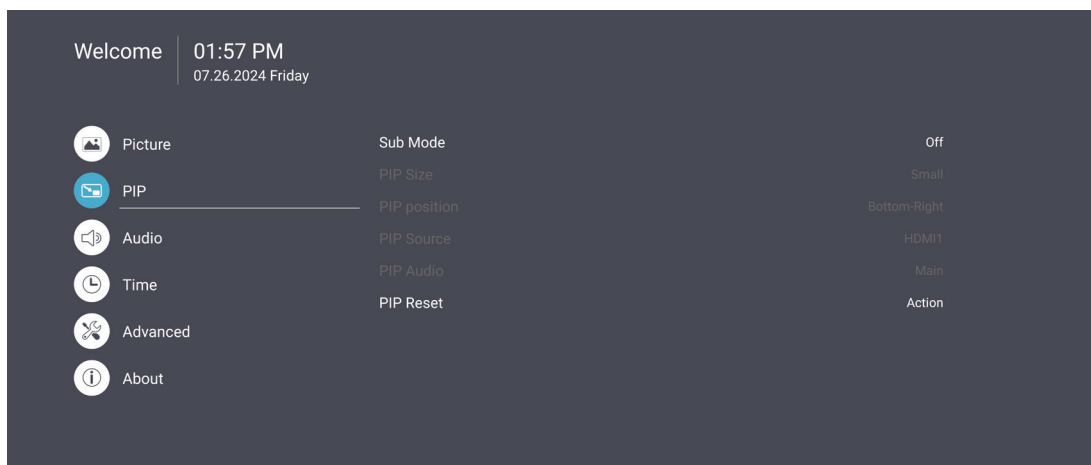 Welcome
01:57 PM
07.26.2024 Friday
Picture
PIP
Audio
Time
Advanced
About
Sub Mode Off
PIP Size Small
PIP position Bottom-Right
PIP Source HDMI1
PIP Audio Main
PIP Reset Action